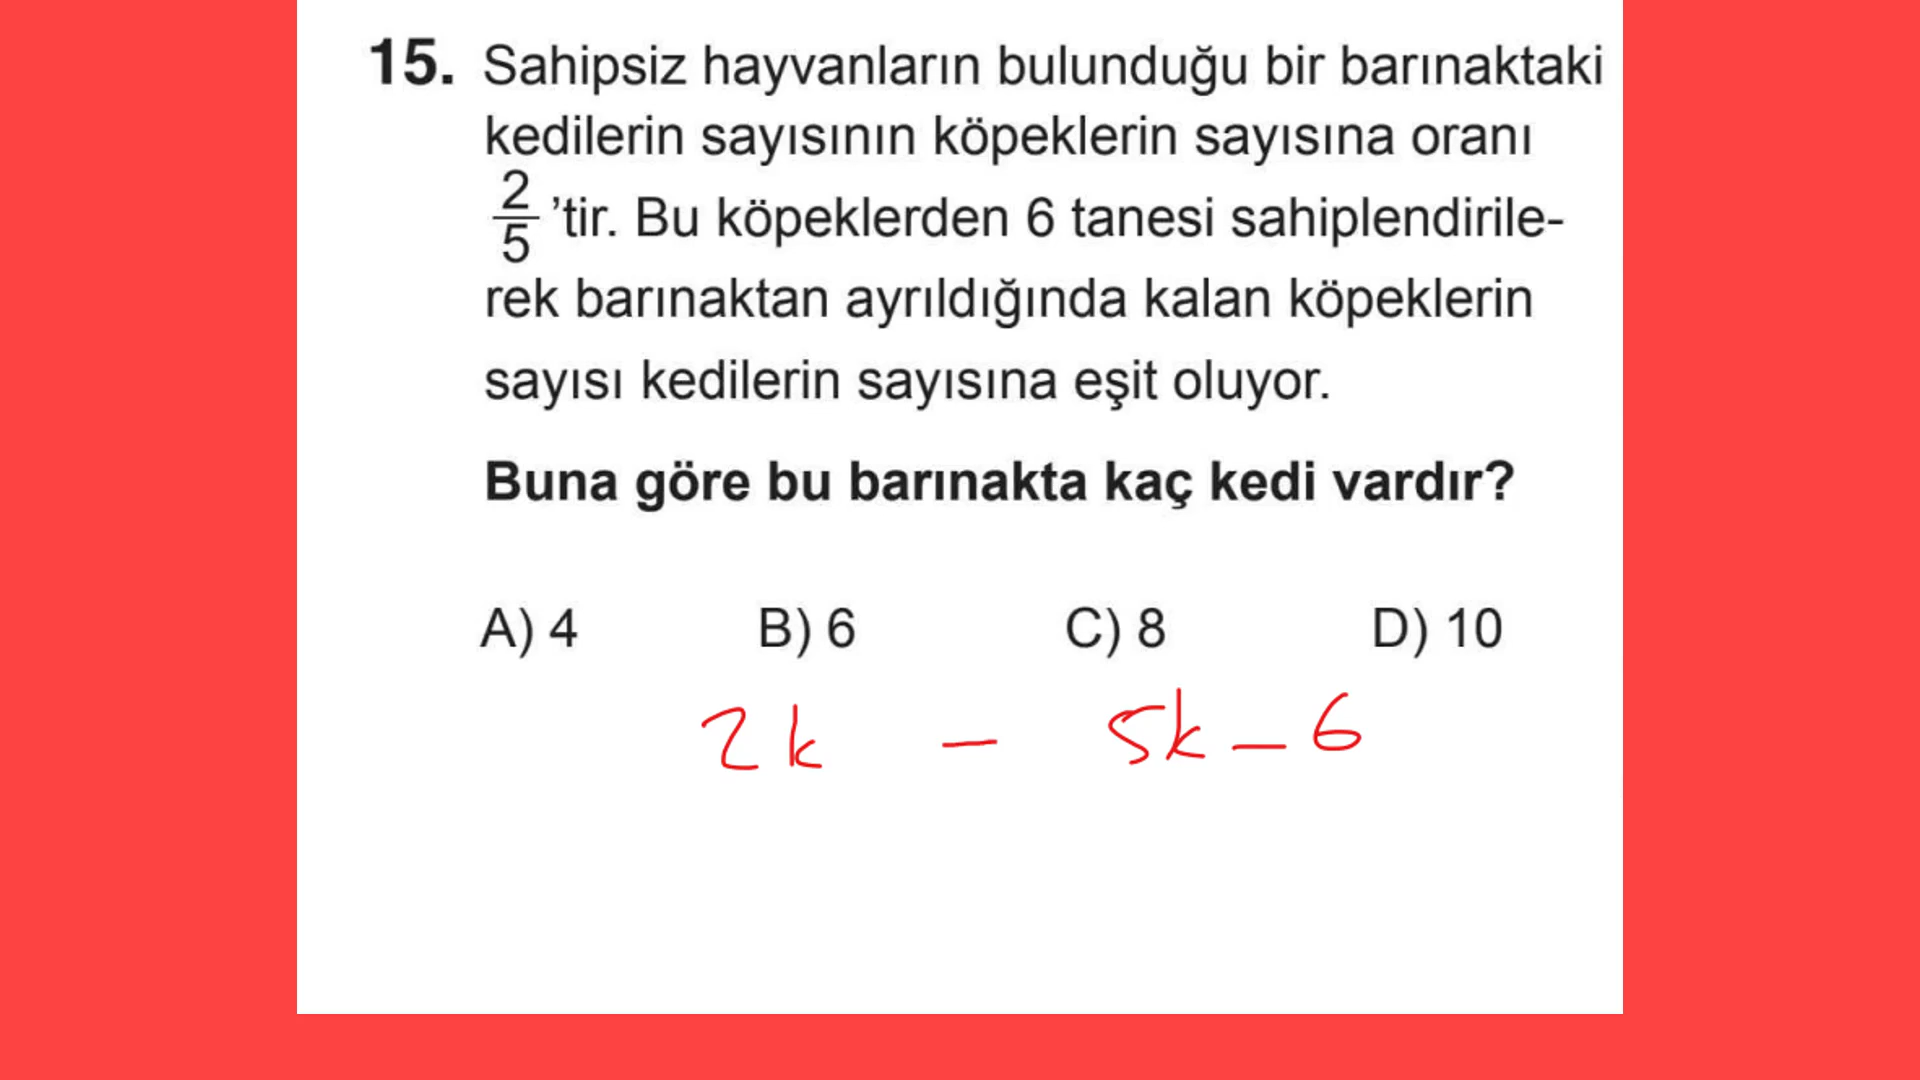 15. Sahipsiz hayvanların bulunduğu bir barınaktaki
kedilerin sayısının köpeklerin sayısına oranı
2/5 ’tir. Bu köpeklerden 6 tanesi sahiplendirile-
rek barınaktan ayrıldığında kalan köpeklerin
sayısı kedilerin sayısına eşit oluyor.
Buna göre bu barınakta kaç kedi vardır?
A) 4 B) 6 C) 8 D) 10
2k – 5k – 6